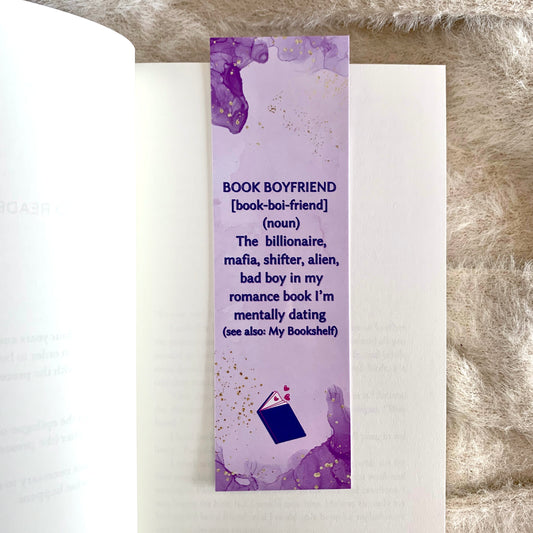 BOOK BOYFRIEND
[book-boi-friend]
(noun)
The billionaire,
mafia, shifter, alien,
bad boy in my
romance book I'm
mentally dating
(see also: My Bookshelf)